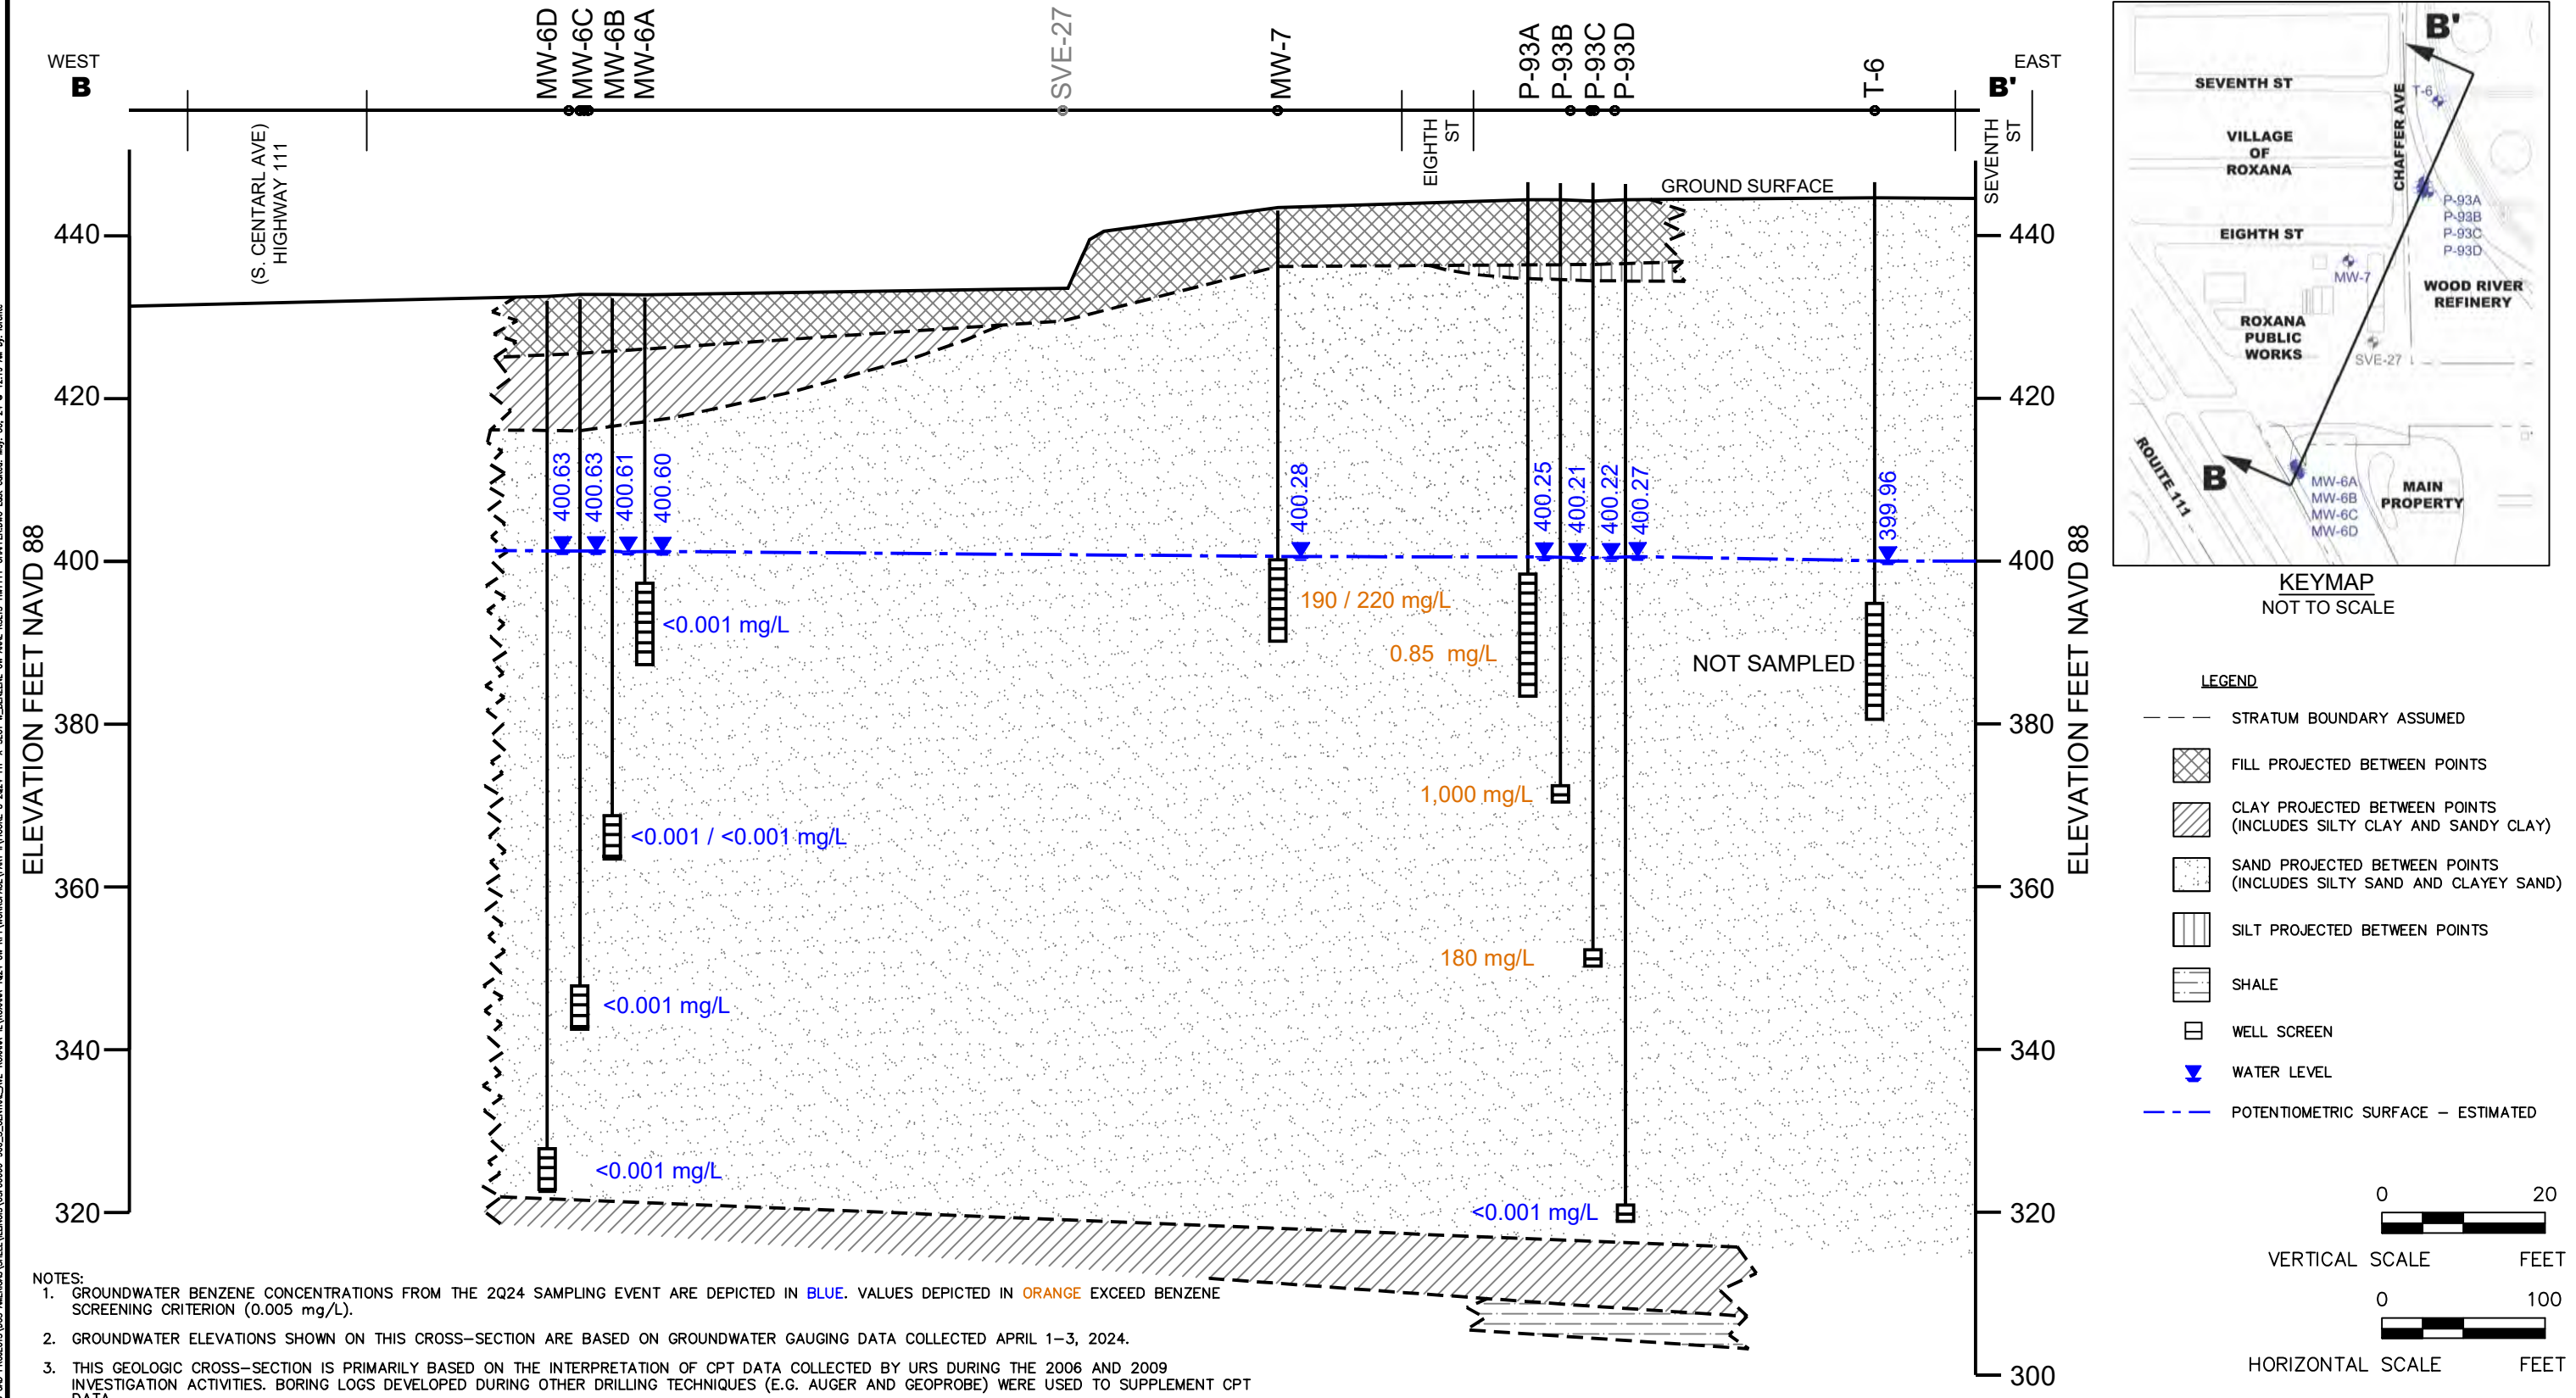 WEST
B
MW-6D
MW-6C
MW-6B
MW-6A
SVE-27
MW-7
P-93A
P-93B
P-93C
P-93D
T-6
EAST
B'
(S. CENTARL AVE)
HIGHWAY 111
EIGHTH
ST
SEVENTH
ST
GROUND SURFACE
ELEVATION FEET NAVD 88
440
420
400
380
360
340
320
400.63
400.63
400.61
400.60
400.28
400.25
400.21
400.22
400.27
399.96
<0.001 mg/L
<0.001 / <0.001 mg/L
<0.001 mg/L
<0.001 mg/L
190 / 220 mg/L
0.85 mg/L
1,000 mg/L
180 mg/L
<0.001 mg/L
NOT SAMPLED
440
420
400
380
360
340
320
300
ELEVATION FEET NAVD 88
B'
SEVENTH ST
T-6
CHAFFER AVE
VILLAGE
OF
ROXANA
P-93A
P-93B
P-93C
P-93D
EIGHTH ST
MW-7
WOOD RIVER
REFINERY
ROXANA
PUBLIC
WORKS
SVE-27
ROUITE 111
B
MW-6A
MW-6B
MW-6C
MW-6D
MAIN
PROPERTY
KEYMAP
NOT TO SCALE
LEGEND
STRATUM BOUNDARY ASSUMED
FILL PROJECTED BETWEEN POINTS
CLAY PROJECTED BETWEEN POINTS
(INCLUDES SILTY CLAY AND SANDY CLAY)
SAND PROJECTED BETWEEN POINTS
(INCLUDES SILTY SAND AND CLAYEY SAND)
SILT PROJECTED BETWEEN POINTS
SHALE
WELL SCREEN
WATER LEVEL
POTENTIOMETRIC SURFACE - ESTIMATED
0 20
VERTICAL SCALE FEET
0 100
HORIZONTAL SCALE FEET
NOTES:
1. GROUNDWATER BENZENE CONCENTRATIONS FROM THE 2Q24 SAMPLING EVENT ARE DEPICTED IN BLUE. VALUES DEPICTED IN ORANGE EXCEED BENZENE
SCREENING CRITERION (0.005 mg/L).
2. GROUNDWATER ELEVATIONS SHOWN ON THIS CROSS-SECTION ARE BASED ON GROUNDWATER GAUGING DATA COLLECTED APRIL 1-3, 2024.
3. THIS GEOLOGIC CROSS-SECTION IS PRIMARILY BASED ON THE INTERPRETATION OF CPT DATA COLLECTED BY URS DURING THE 2006 AND 2009
INVESTIGATION ACTIVITIES. BORING LOGS DEVELOPED DURING OTHER DRILLING TECHNIQUES (E.G. AUGER AND GEOPROBE) WERE USED TO SUPPLEMENT CPT
DATA